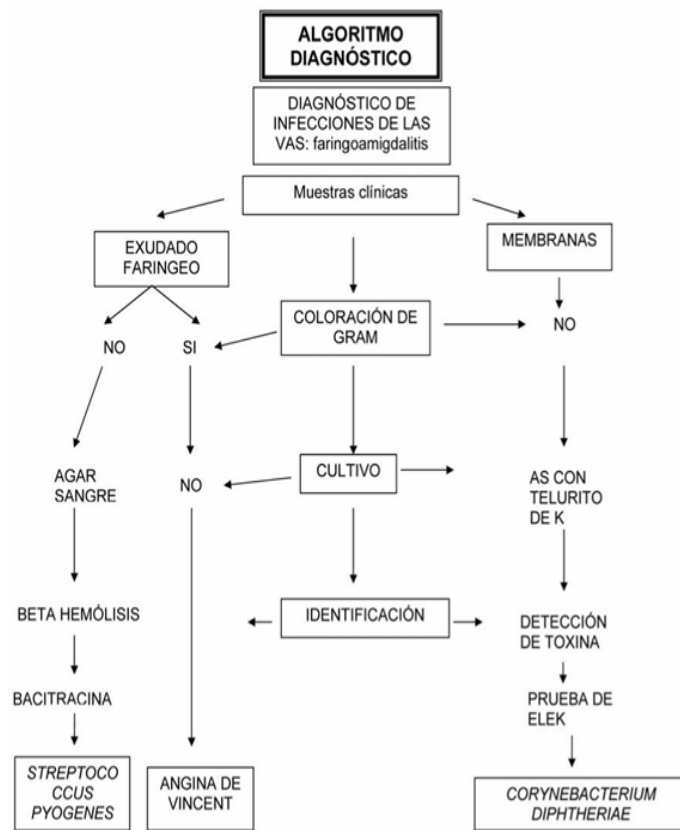 ALGORITMO
DIAGNÓSTICO
DIAGNÓSTICO DE
INFECCIONES DE LAS
VAS: faringoamigdalitis
Muestras clínicas
EXUDADO
FARINGEO
MEMBRANAS
COLORACIÓN DE
GRAM
NO
SI
NO
AGAR
SANGRE
NO
CULTIVO
AS CON
TELURITO
DE K
BETA HEMÓLISIS
IDENTIFICACIÓN
DETECCIÓN
DE TOXINA
BACITRACINA
PRUEBA DE
ELEK
STREPTOCO
CCUS
PYOGENES
ANGINA DE
VINCENT
CORYNEBACTERIUM
DIPHTHERIAE